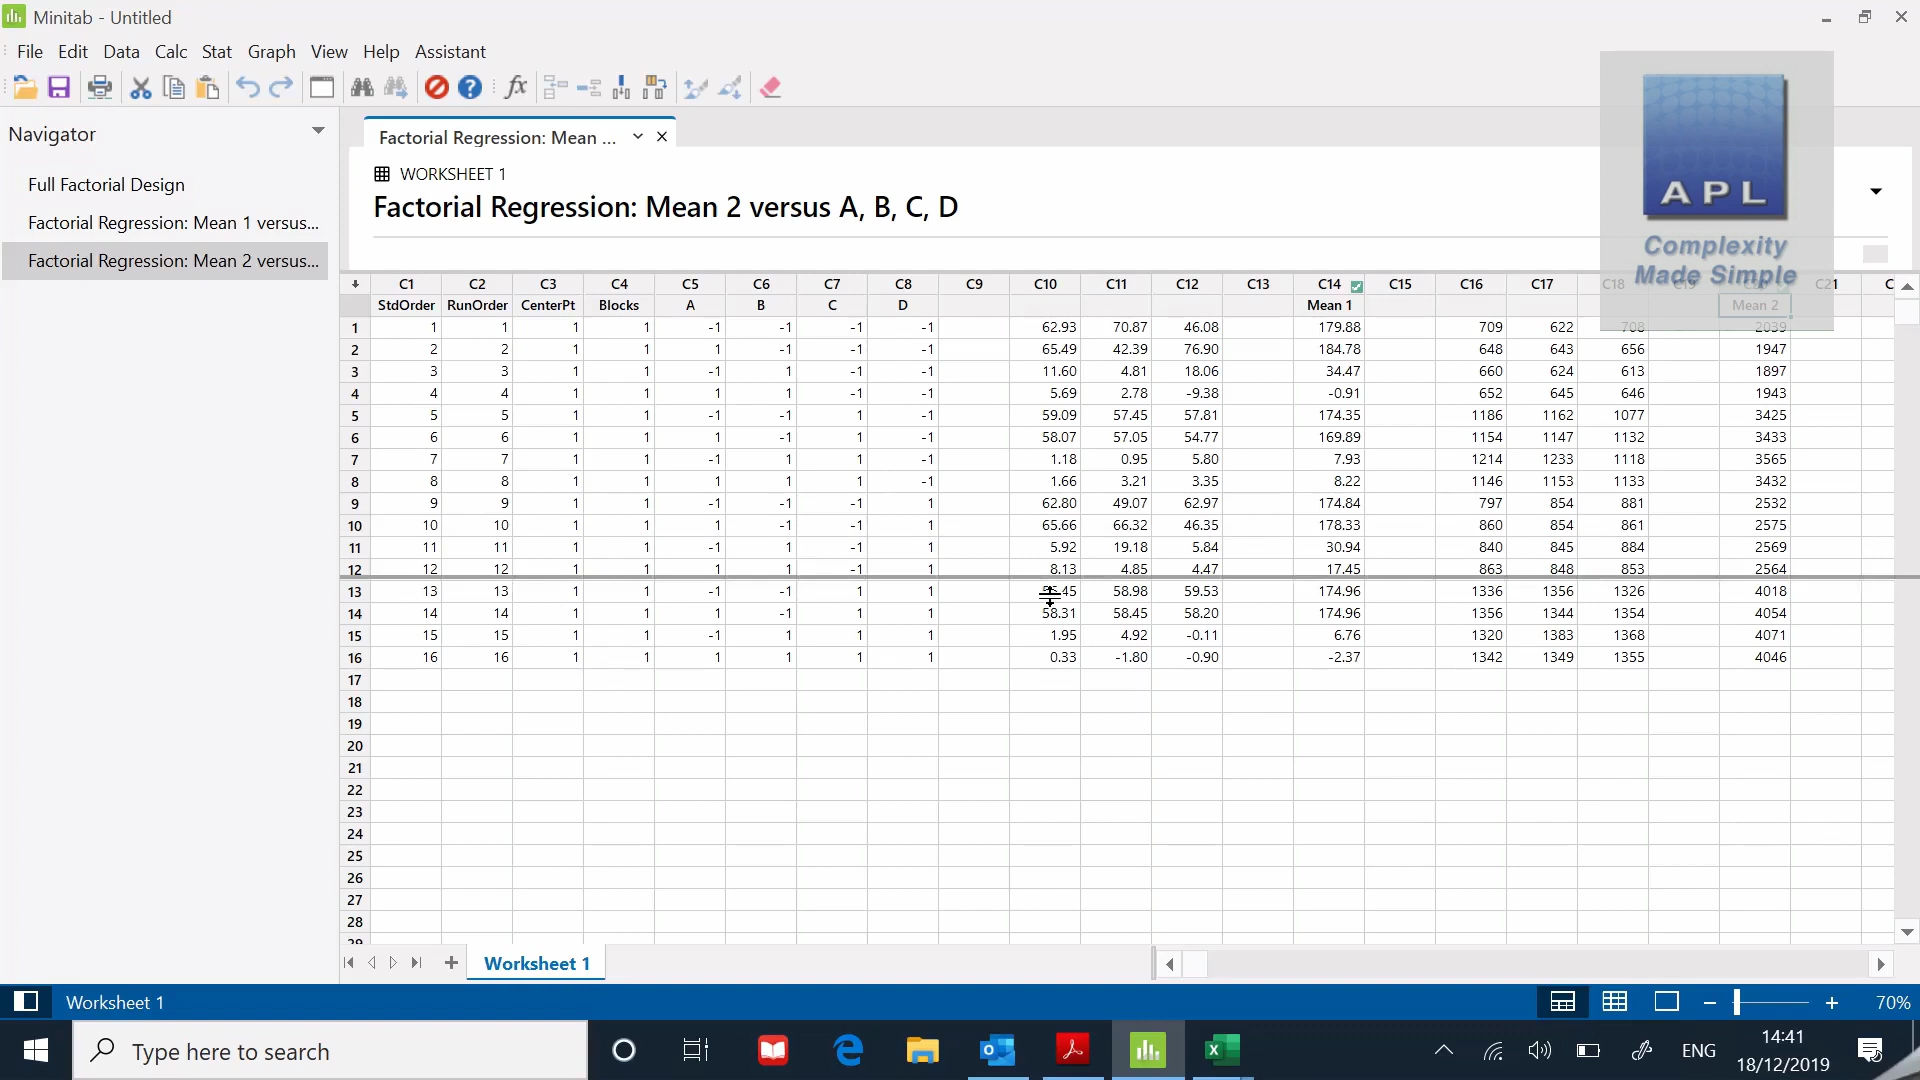 Minitab - Untitled
File Edit Data Calc Stat Graph View Help Assistant
Navigator
Full Factorial Design
Factorial Regression: Mean 1 versus...
Factorial Regression: Mean 2 versus...
Factorial Regression: Mean ...
WORKSHEET 1
Factorial Regression: Mean 2 versus A, B, C, D
APL
Complexity
Made Simple
C1 C2 C3 C4 C5 C6 C7 C8 C9 C10 C11 C12 C13 C14 C15 C16 C17 C18 C19 C21 C
StdOrder RunOrder CenterPt Blocks A B C D Mean 1 Mean 2
1 1 1 1 1 -1 -1 -1 -1 62.93 70.87 46.08 179.88 709 622 708 2039
2 2 2 1 1 1 -1 -1 -1 65.49 42.39 76.90 184.78 648 643 656 1947
3 3 3 1 1 -1 1 -1 -1 11.60 4.81 18.06 34.47 660 624 613 1897
4 4 4 1 1 1 1 -1 -1 5.69 2.78 -9.38 -0.91 652 645 646 1943
5 5 5 1 1 -1 -1 1 -1 59.09 57.45 57.81 174.35 1186 1162 1077 3425
6 6 6 1 1 1 -1 1 -1 58.07 57.05 54.77 169.89 1154 1147 1132 3433
7 7 7 1 1 -1 1 1 -1 1.18 0.95 5.80 7.93 1214 1233 1118 3565
8 8 8 1 1 1 1 1 -1 1.66 3.21 3.35 8.22 1146 1153 1133 3432
9 9 9 1 1 -1 -1 -1 1 62.80 49.07 62.97 174.84 797 854 881 2532
10 10 10 1 1 1 -1 -1 1 65.66 66.32 46.35 178.33 860 854 861 2575
11 11 11 1 1 -1 1 -1 1 5.92 19.18 5.84 30.94 840 845 884 2569
12 12 12 1 1 1 1 -1 1 8.13 4.85 4.47 17.45 863 848 853 2564
13 13 13 1 1 -1 -1 1 1 58.98 59.53 174.96 1336 1356 1326 4018
14 14 14 1 1 1 -1 1 1 58.31 58.45 58.20 174.96 1356 1344 1354 4054
15 15 15 1 1 -1 1 1 1 1.95 4.92 -0.11 6.76 1320 1383 1368 4071
16 16 16 1 1 1 1 1 1 0.33 -1.80 -0.90 -2.37 1342 1349 1355 4046
17
18
19
20
21
22
23
24
25
26
27
28
29
Worksheet 1
Worksheet 1
70%
Type here to search
ENG
14:41
18/12/2019